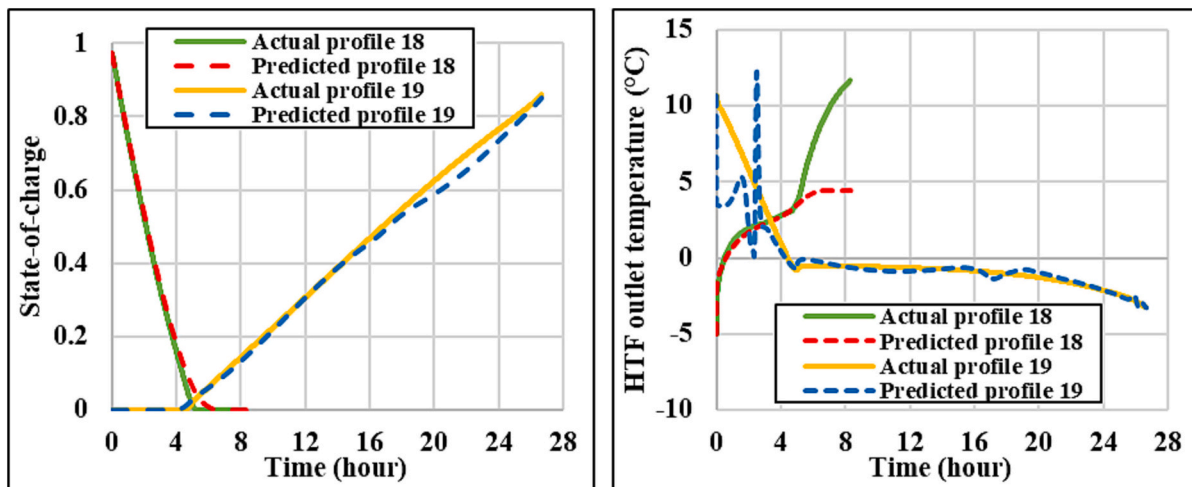 State-of-charge
1
0.8
0.6
0.4
0.2
0
Actual profile 18
Predicted profile 18
Actual profile 19
Predicted profile 19
0 4 8 12 16 20 24 28
Time (hour)
HTF outlet temperature (°C)
15
10
5
0
-5
-10
Actual profile 18
Predicted profile 18
Actual profile 19
Predicted profile 19
0 4 8 12 16 20 24 28
Time (hour)